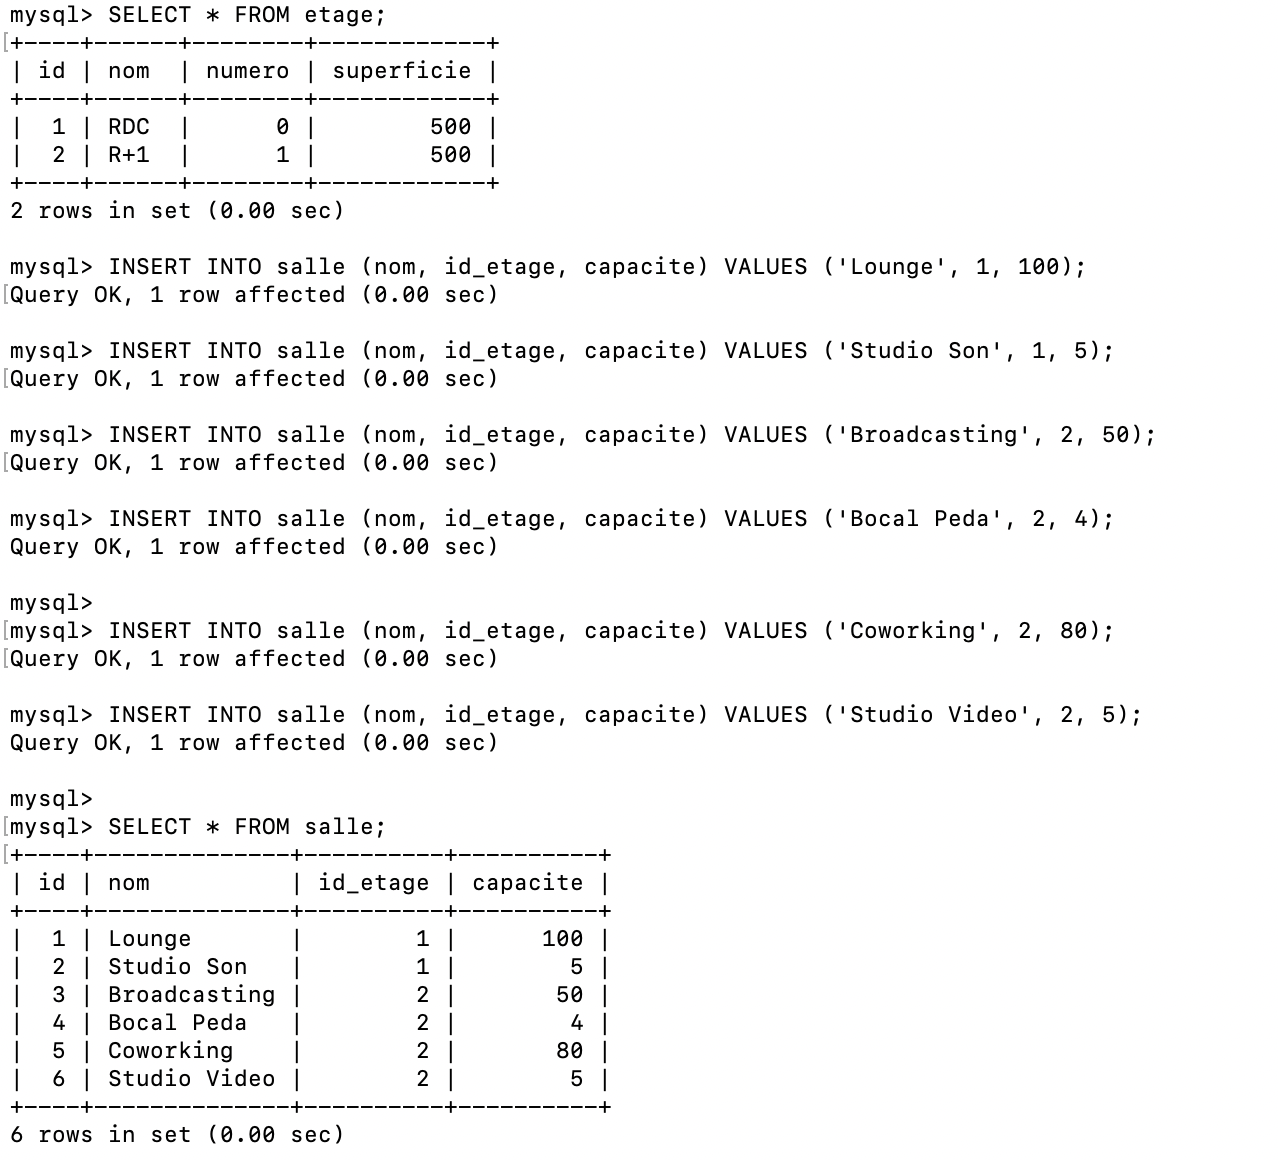 mysql> SELECT * FROM etage;
[+----+------+--------+------------+
| id | nom  | numero | superficie |
+----+------+--------+------------+
|  1 | RDC  |      0 |        500 |
|  2 | R+1  |      1 |        500 |
+----+------+--------+------------+
2 rows in set (0.00 sec)
mysql> INSERT INTO salle (nom, id_etage, capacite) VALUES ('Lounge', 1, 100);
[Query OK, 1 row affected (0.00 sec)
mysql> INSERT INTO salle (nom, id_etage, capacite) VALUES ('Studio Son', 1, 5);
[Query OK, 1 row affected (0.00 sec)
mysql> INSERT INTO salle (nom, id_etage, capacite) VALUES ('Broadcasting', 2, 50);
[Query OK, 1 row affected (0.00 sec)
mysql> INSERT INTO salle (nom, id_etage, capacite) VALUES ('Bocal Peda', 2, 4);
Query OK, 1 row affected (0.00 sec)
mysql>
[mysql> INSERT INTO salle (nom, id_etage, capacite) VALUES ('Coworking', 2, 80);
[Query OK, 1 row affected (0.00 sec)
mysql> INSERT INTO salle (nom, id_etage, capacite) VALUES ('Studio Video', 2, 5);
Query OK, 1 row affected (0.00 sec)
mysql>
[mysql> SELECT * FROM salle;
[+----+--------------+----------+----------+
| id | nom          | id_etage | capacite |
+----+--------------+----------+----------+
|  1 | Lounge       |        1 |      100 |
|  2 | Studio Son   |        1 |        5 |
|  3 | Broadcasting |        2 |       50 |
|  4 | Bocal Peda   |        2 |        4 |
|  5 | Coworking    |        2 |       80 |
|  6 | Studio Video |        2 |        5 |
+----+--------------+----------+----------+
6 rows in set (0.00 sec)